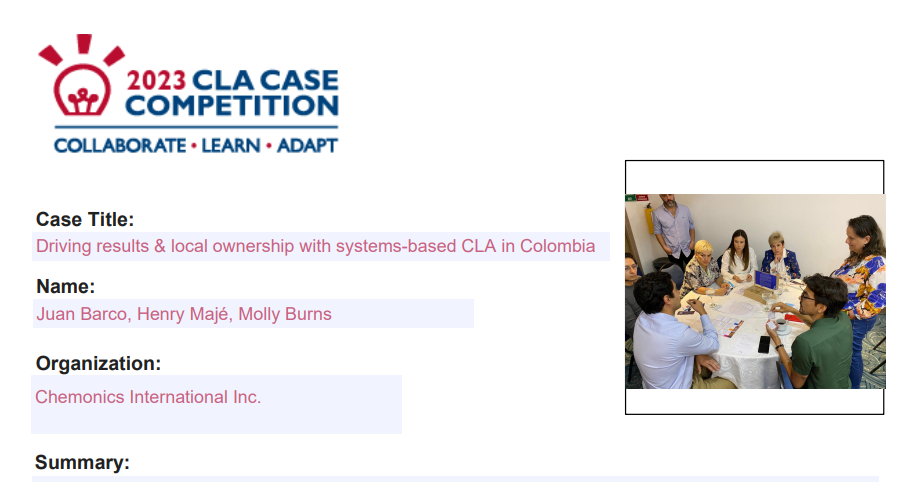 2023 CLA CASE
COMPETITION
COLLABORATE • LEARN • ADAPT
Case Title:
Driving results & local ownership with systems-based CLA in Colombia
Name:
Juan Barco, Henry Majé, Molly Burns
Organization:
Chemonics International Inc.
Summary: